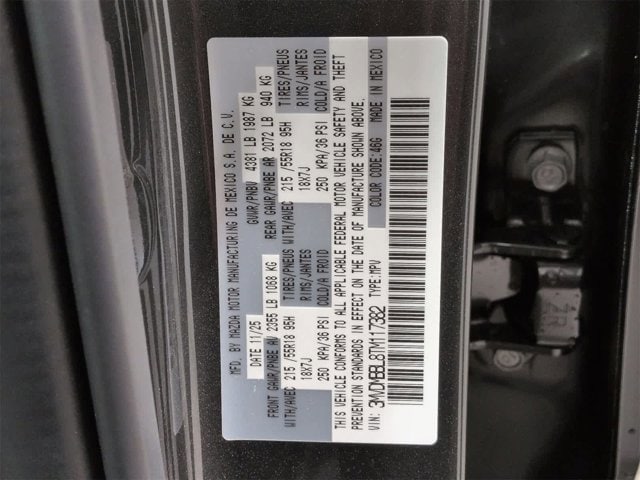 MFD. BY MAZDA MOTOR MANUFACTURING DE MEXICO S.A. DE C.V.
DATE 11/25 GVWR/PNBV 4381 LB 1987 KG
FRONT GAWR/PNBE AV 2355 LB 1068 KG REAR GAWR/PNBE AR 2072 LB 940 KG
WITH/AVEC 215 /55R18 95H TIRES/PNEUS WITH/AVEC 215 /55R18 95H TIRES/PNEUS
18X7J RIMS/JANTES 18X7J RIMS/JANTES
250 KPA/36 PSI COLD/A FROID 250 KPA/36 PSI COLD/A FROID
THIS VEHICLE CONFORMS TO ALL APPLICABLE FEDERAL MOTOR VEHICLE SAFETY AND THEFT
PREVENTION STANDARDS IN EFFECT ON THE DATE OF MANUFACTURE SHOWN ABOVE.
VIN: 3MVDMBBL8TM117382 TYPE:MPV COLOR CODE:46G MADE IN MEXICO